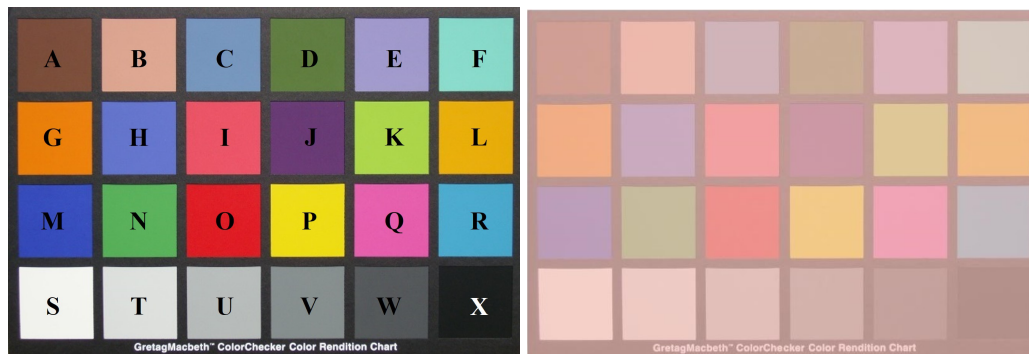 A B C D E F
G H I J K L
M N O P Q R
S T U V W X
GretagMacbeth™ ColorChecker Color Rendition Chart
GretagMacbeth™ ColorChecker Color Rendition Chart